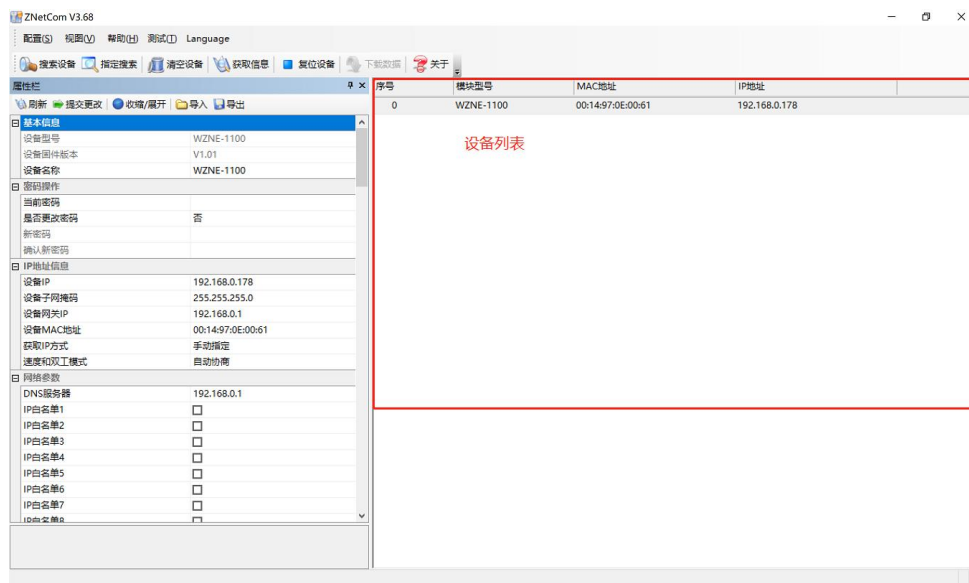 ZNetCom V3.68
配置(S) 视图(V) 帮助(H) 测试(T) Language
搜索设备 指定搜索 清空设备 获取信息 复位设备 下载数据 关于
属性栏
序号 模块型号 MAC地址 IP地址
刷新 提交更改 收缩/展开 导入 导出
0 WZNE-1100 00:14:97:0E:00:61 192.168.0.178
设备列表
基本信息
设备型号 WZNE-1100
设备固件版本 V1.01
设备名称 WZNE-1100
密码操作
当前密码
是否更改密码 否
新密码
确认新密码
IP地址信息
设备IP 192.168.0.178
设备子网掩码 255.255.255.0
设备网关IP 192.168.0.1
设备MAC地址 00:14:97:0E:00:61
获取IP方式 手动指定
速度和双工模式 自动协商
网络参数
DNS服务器 192.168.0.1
IP白名单1
IP白名单2
IP白名单3
IP白名单4
IP白名单5
IP白名单6
IP白名单7
IP白名单8